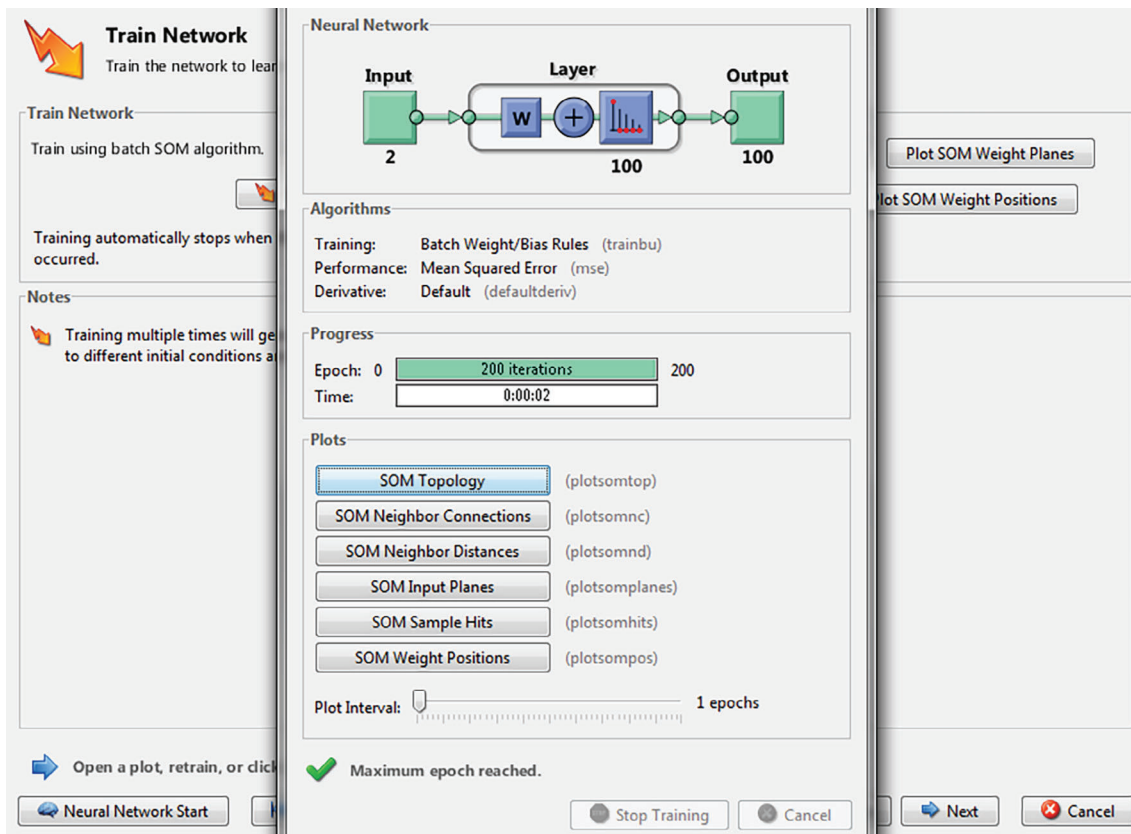 Train Network
Train the network to lear
Train Network
Train using batch SOM algorithm.
Training automatically stops when
occurred.
Notes
Training multiple times will ge
to different initial conditions a
Open a plot, retrain, or click
Neural Network Start
Neural Network
Input
Layer
Output
W
+
2
100
100
Algorithms
Training: Batch Weight/Bias Rules (trainbu)
Performance: Mean Squared Error (mse)
Derivative: Default (defaultderiv)
Progress
Epoch: 0 200 iterations 200
Time: 0:00:02
Plots
SOM Topology (plotsomtop)
SOM Neighbor Connections (plotsomnc)
SOM Neighbor Distances (plotsomnd)
SOM Input Planes (plotsomplanes)
SOM Sample Hits (plotsomhits)
SOM Weight Positions (plotsompos)
Plot Interval: 1 epochs
Maximum epoch reached.
Stop Training
Cancel
Plot SOM Weight Planes
lot SOM Weight Positions
Next
Cancel